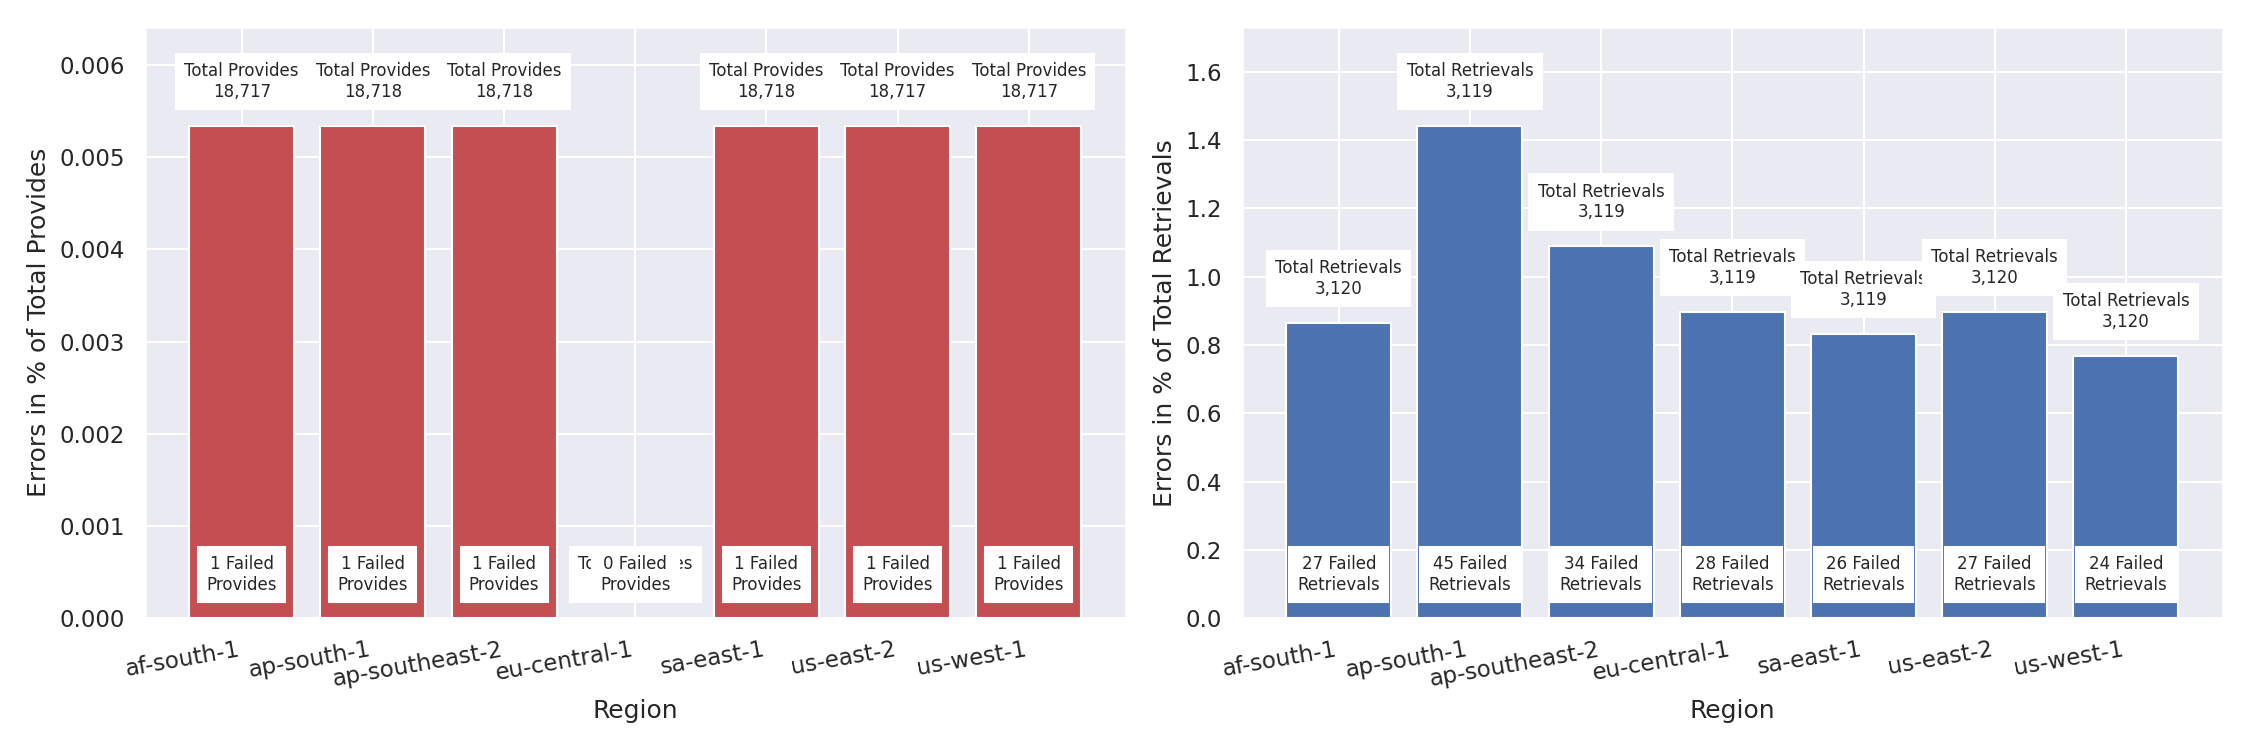 Errors in % of Total Provides
0.006
0.005
0.004
0.003
0.002
0.001
0.000
Total Provides
18,717
Total Provides
18,718
Total Provides
18,718
Total Provides
18,718
Total Provides
18,717
Total Provides
18,717
1 Failed
Provides
1 Failed
Provides
1 Failed
Provides
0 Failed
Provides
1 Failed
Provides
1 Failed
Provides
1 Failed
Provides
af-south-1
ap-south-1
ap-southeast-2
eu-central-1
sa-east-1
us-east-2
us-west-1
Region
Errors in % of Total Retrievals
1.6
1.4
1.2
1.0
0.8
0.6
0.4
0.2
0.0
Total Retrievals
3,120
Total Retrievals
3,119
Total Retrievals
3,119
Total Retrievals
3,119
Total Retrievals
3,119
Total Retrievals
3,120
Total Retrievals
3,120
27 Failed
Retrievals
45 Failed
Retrievals
34 Failed
Retrievals
28 Failed
Retrievals
26 Failed
Retrievals
27 Failed
Retrievals
24 Failed
Retrievals
af-south-1
ap-south-1
ap-southeast-2
eu-central-1
sa-east-1
us-east-2
us-west-1
Region